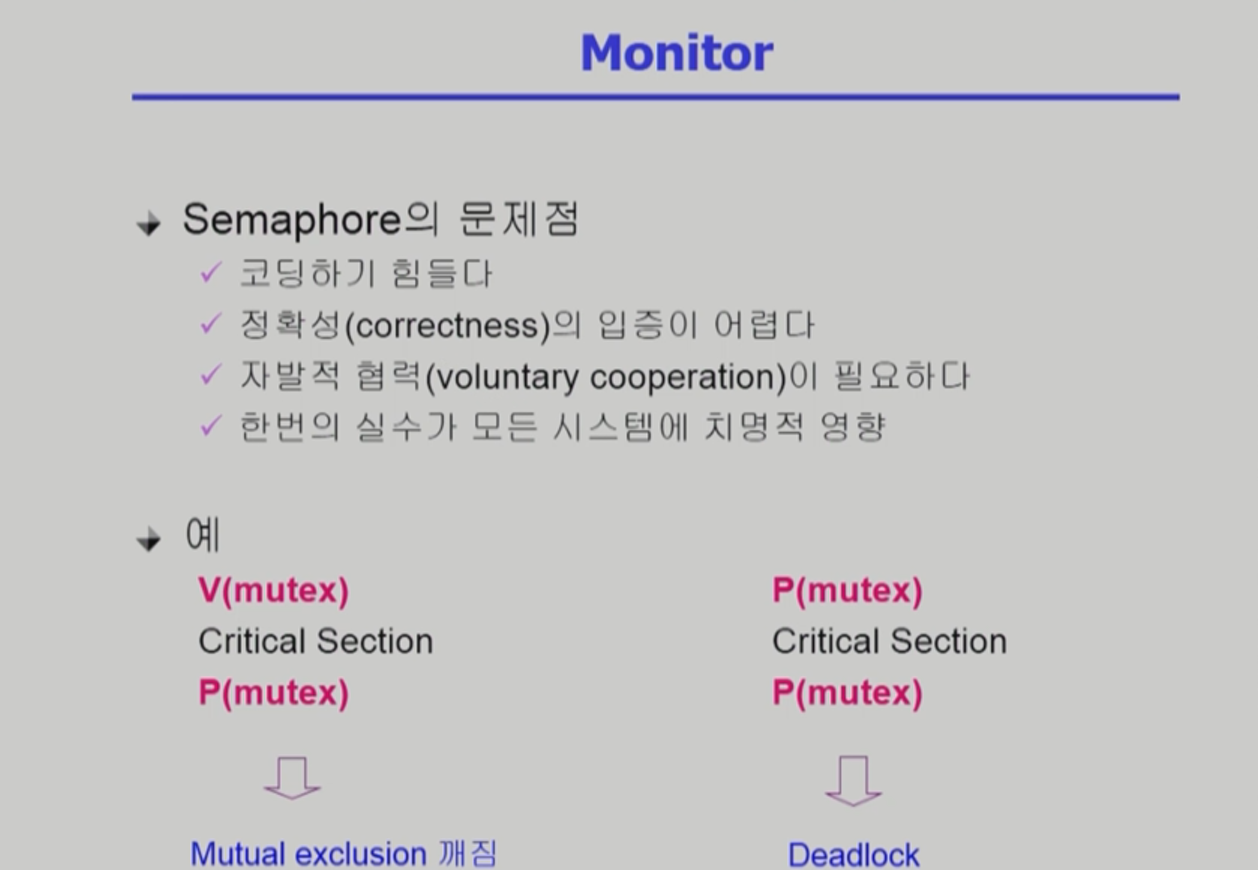 Monitor
Semaphore의 문제점
코딩하기 힘들다
정확성(correctness)의 입증이 어렵다
자발적 협력(voluntary cooperation)이 필요하다
한번의 실수가 모든 시스템에 치명적 영향
예
V(mutex)
Critical Section
P(mutex)
Mutual exclusion 깨짐
P(mutex)
Critical Section
P(mutex)
Deadlock